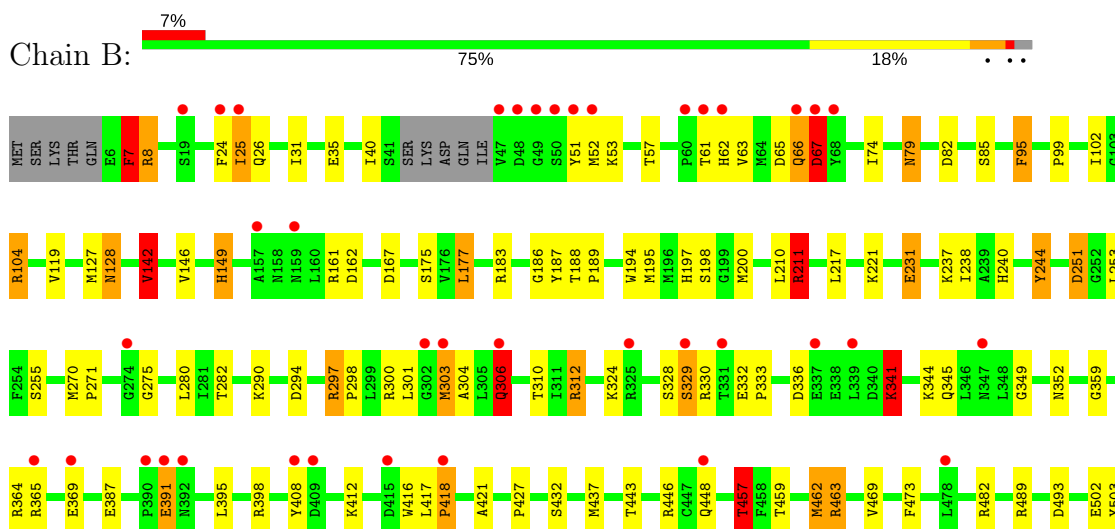 7%
Chain B:
75% 18% • • •
MET SER LYS THR GLN E6 F7 R8 S19 F24 I25 Q26 I31 E35 I40 S41 SER LYS ASP GLN ILE V47 D48 G49 S50 Y51 M52 K53 T57 P60 T61 H62 V63 M64 D65 Q66 D67 Y68 I74 N79 D82 S85 F95 P99 I102
R104 V119 M127 N128 V142 V146 H149 A157 N158 N159 L160 R161 D162 D167 S175 V176 L177 R183 G186 Y187 T188 P189 W194 M195 M196 H197 S198 G199 M200 L210 R211 L217 K221 E231 K237 I238 A239 H240 Y244 D251 G252
F254 S255 M270 P271 G274 G275 L280 I281 T282 K290 D294 R297 P298 L299 R300 L301 G302 M303 A304 L305 Q306 T310 I311 R312 K324 R325 S328 S329 R330 T331 E332 P333 D336 E337 E338 L339 D340 K341 K344 Q345 L346 N347 L348 G349 N352 G359
R364 R365 E369 E387 P390 E391 N392 L395 R398 Y408 D409 K412 D415 W416 L417 P418 A421 P427 S432 M437 T443 R446 C447 Q448 T457 F458 T459 M462 R463 V469 F473 L478 R482 R489 D493 E502